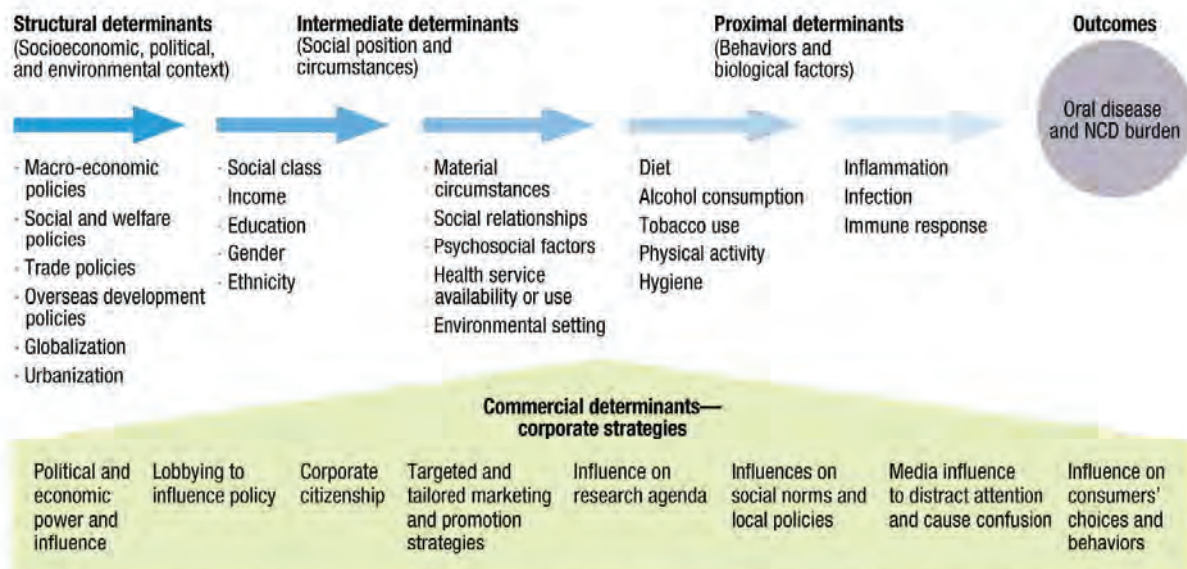 Structural determinants
(Socioeconomic, political,
and environmental context)
Intermediate determinants
(Social position and
circumstances)
Proximal determinants
(Behaviors and
biological factors)
Outcomes
Oral disease
and NCD burden
· Macro-economic
policies
· Social and welfare
policies
· Trade policies
· Overseas development
policies
· Globalization
· Urbanization
· Social class
· Income
· Education
· Gender
· Ethnicity
· Material
circumstances
· Social relationships
· Psychosocial factors
· Health service
availability or use
· Environmental setting
Diet
Alcohol consumption
Tobacco use
Physical activity
Hygiene
Inflammation
Infection
Immune response
Commercial determinants—
corporate strategies
Political and
economic
power and
influence
Lobbying to
influence policy
Corporate
citizenship
Targeted and
tailored marketing
and promotion
strategies
Influence on
research agenda
Influences on
social norms and
local policies
Media influence
to distract attention
and cause confusion
Influence on
consumers'
choices and
behaviors